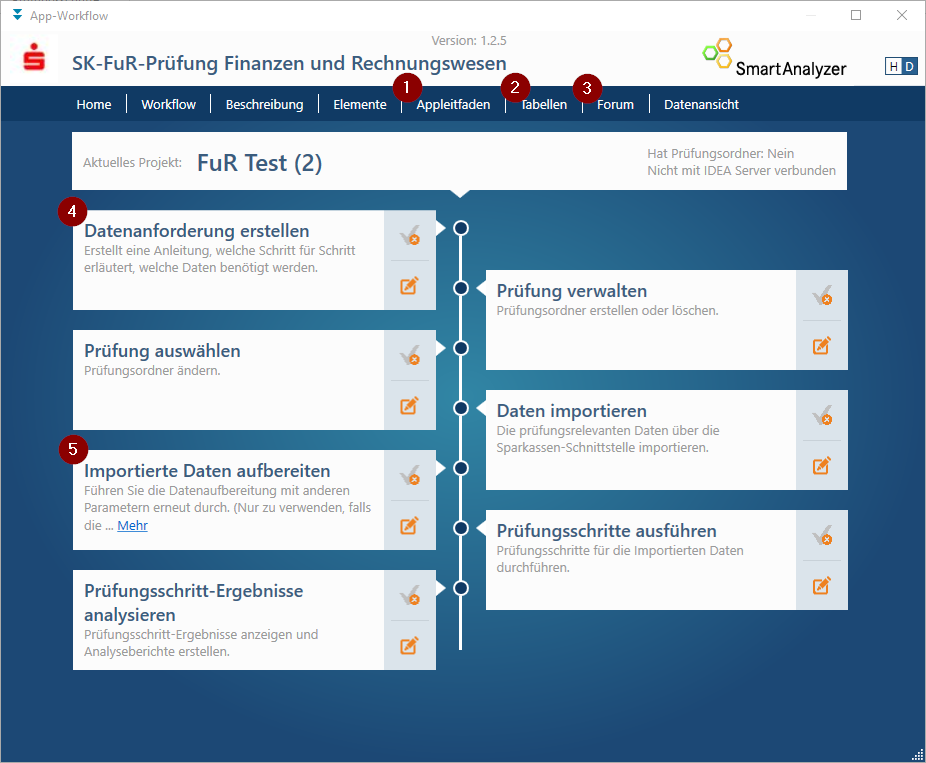 App-Workflow
Version: 1.2.5
SK-FuR-Prüfung Finanzen und Rechnungswesen
SmartAnalyzer
H D
1 2 3
Home Workflow Beschreibung Elemente Appleitfaden Tabellen Forum Datenansicht
Aktuelles Projekt: FuR Test (2)
Hat Prüfungsordner: Nein
Nicht mit IDEA Server verbunden
4
Datenanforderung erstellen
Erstellt eine Anleitung, welche Schritt für Schritt
erläutert, welche Daten benötigt werden.
Prüfung verwalten
Prüfungsordner erstellen oder löschen.
Prüfung auswählen
Prüfungsordner ändern.
Daten importieren
Die prüfungsrelevanten Daten über die
Sparkassen-Schnittstelle importieren.
5
Importierte Daten aufbereiten
Führen Sie die Datenaufbereitung mit anderen
Parametern erneut durch. (Nur zu verwenden, falls
die ... Mehr
Prüfungsschritte ausführen
Prüfungsschritte für die Importierten Daten
durchführen.
Prüfungsschritt-Ergebnisse
analysieren
Prüfungsschritt-Ergebnisse anzeigen und
Analyseberichte erstellen.